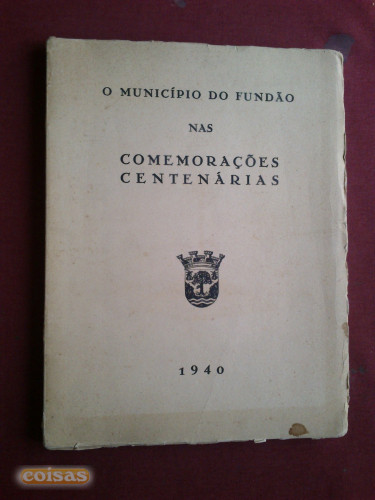 O MUNICÍPIO DO FUNDÃO
NAS
COMEMORAÇÕES
CENTENÁRIAS
1940
coisas